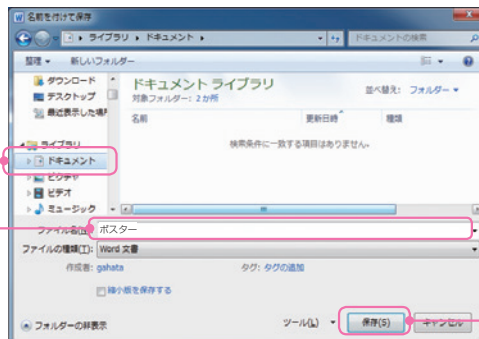 名前を付けて保存
ライブラリ ▸ ドキュメント ▸
ドキュメントの検索
整理 ▼ 新しいフォルダー
ダウンロード
デスクトップ
最近表示した場所
ライブラリ
ドキュメント
ピクチャ
ビデオ
ミュージック
ドキュメント ライブラリ
対象フォルダー: 2 か所
並べ替え: フォルダー ▼
名前 更新日時 種類
検索条件に一致する項目はありません。
ファイル名(N): ポスター
ファイルの種類(T): Word 文書
作成者: gahata タグ: タグの追加
縮小版を保存する
フォルダーの非表示
ツール(L) ▼ 保存(S) キャンセル